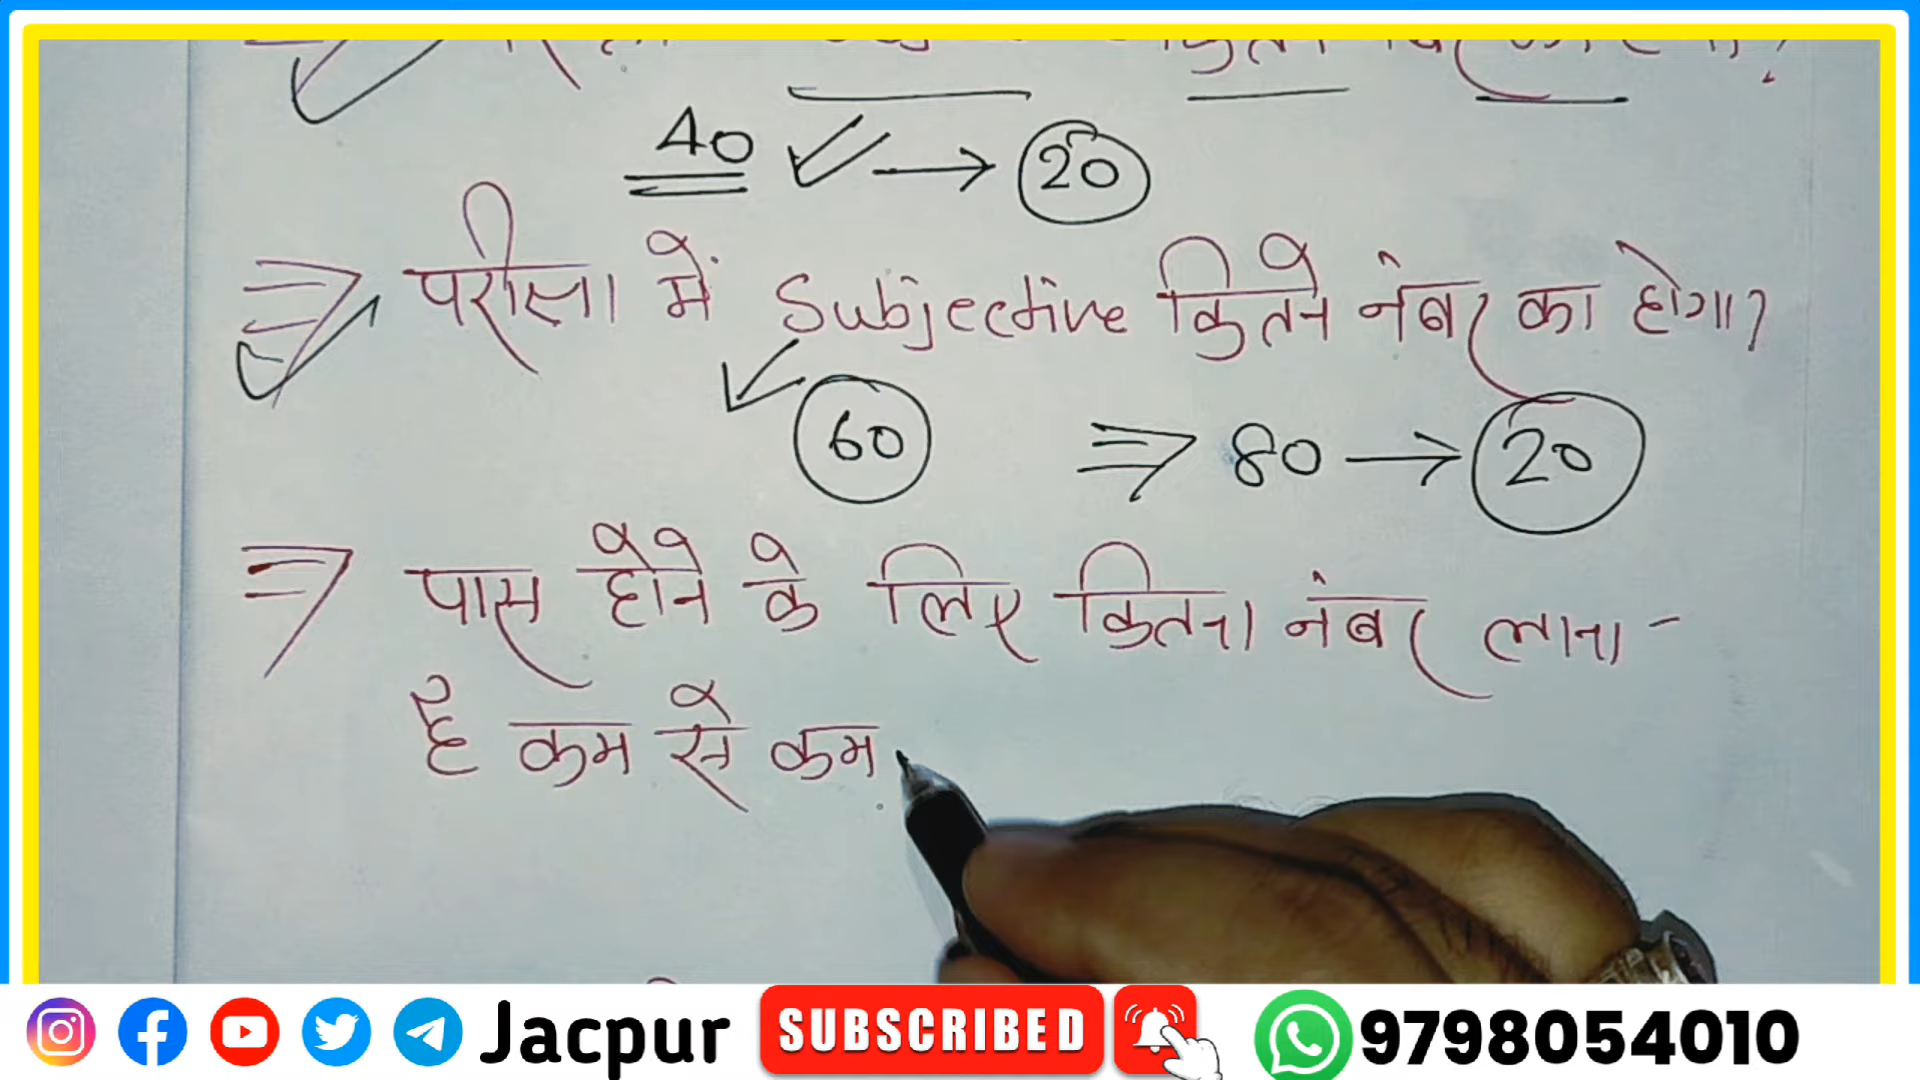 40 → 20
⇒ परीक्षा में Subjective कितने नंबर का होगा?
60 ⇒ 80 → 20
⇒ पास होने के लिए कितना नंबर लाना -
है कम से कम
Jacpur SUBSCRIBED 9798054010